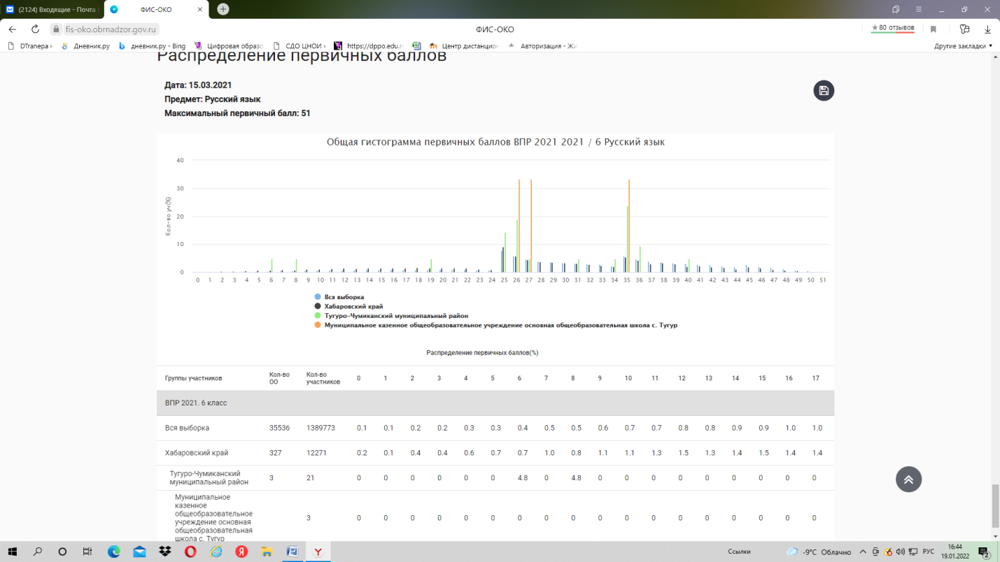 (2124) Входящие - Почта
ФИС-ОКО
fis-oko.obrnadzor.gov.ru
ФИС-ОКО
★ 80 отзывов
DTranера›
Дневник.ру
дневник.ру - Bing
Цифровая образо
СДО ЦНОИ ›
https://dppo.edu.ru
Центр дистанцион
Авторизация - Жи
Другие закладки ▾
Распределение первичных баллов
Дата: 15.03.2021
Предмет: Русский язык
Максимальный первичный балл: 51
Общая гистограмма первичных баллов ВПР 2021 2021 / 6 Русский язык
Кол-во уч(%)
40
30
20
10
0
0 1 2 3 4 5 6 7 8 9 10 11 12 13 14 15 16 17 18 19 20 21 22 23 24 25 26 27 28 29 30 31 32 33 34 35 36 37 38 39 40 41 42 43 44 45 46 47 48 49 50 51
Вся выборка
Хабаровский край
Тугуро-Чумиканский муниципальный район
Муниципальное казенное общеобразовательное учреждение основная общеобразовательная школа с. Тугур
Распределение первичных баллов(%)
Группы участников Кол-во ОО Кол-во участников 0 1 2 3 4 5 6 7 8 9 10 11 12 13 14 15 16 17
ВПР 2021. 6 класс
Вся выборка 35536 1389773 0.1 0.1 0.2 0.2 0.3 0.3 0.4 0.5 0.5 0.6 0.7 0.7 0.8 0.8 0.9 0.9 1.0 1.0
Хабаровский край 327 12271 0.2 0.1 0.4 0.4 0.6 0.7 0.7 1.0 0.8 1.1 1.1 1.3 1.5 1.3 1.4 1.5 1.4 1.4
Тугуро-Чумиканский
муниципальный район 3 21 0 0 0 0 0 0 4.8 0 4.8 0 0 0 0 0 0 0 0 0
Муниципальное
казенное
общеобразовательное
учреждение основная
общеобразовательная
школа с. Тугур
3 0 0 0 0 0 0 0 0 0 0 0 0 0 0 0 0 0 0
Ссылки
-9°C Облачно
РУС
16:44
19.01.2022
2